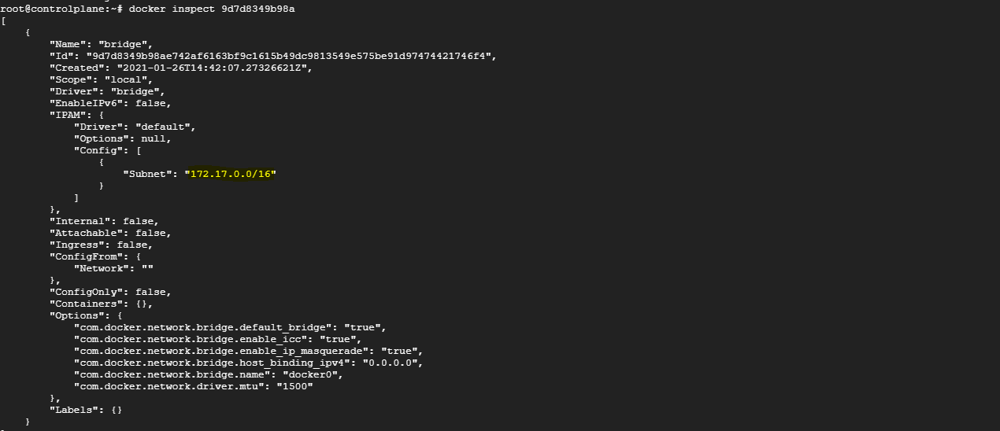 root@controlplane:~# docker inspect 9d7d8349b98a
[
    {
        "Name": "bridge",
        "Id": "9d7d8349b98ae742af6163bf9c1615b49dc9813549e575be91d97474421746f4",
        "Created": "2021-01-26T14:42:07.27326621Z",
        "Scope": "local",
        "Driver": "bridge",
        "EnableIPv6": false,
        "IPAM": {
            "Driver": "default",
            "Options": null,
            "Config": [
                {
                    "Subnet": "172.17.0.0/16"
                }
            ]
        },
        "Internal": false,
        "Attachable": false,
        "Ingress": false,
        "ConfigFrom": {
            "Network": ""
        },
        "ConfigOnly": false,
        "Containers": {},
        "Options": {
            "com.docker.network.bridge.default_bridge": "true",
            "com.docker.network.bridge.enable_icc": "true",
            "com.docker.network.bridge.enable_ip_masquerade": "true",
            "com.docker.network.bridge.host_binding_ipv4": "0.0.0.0",
            "com.docker.network.bridge.name": "docker0",
            "com.docker.network.driver.mtu": "1500"
        },
        "Labels": {}
    }